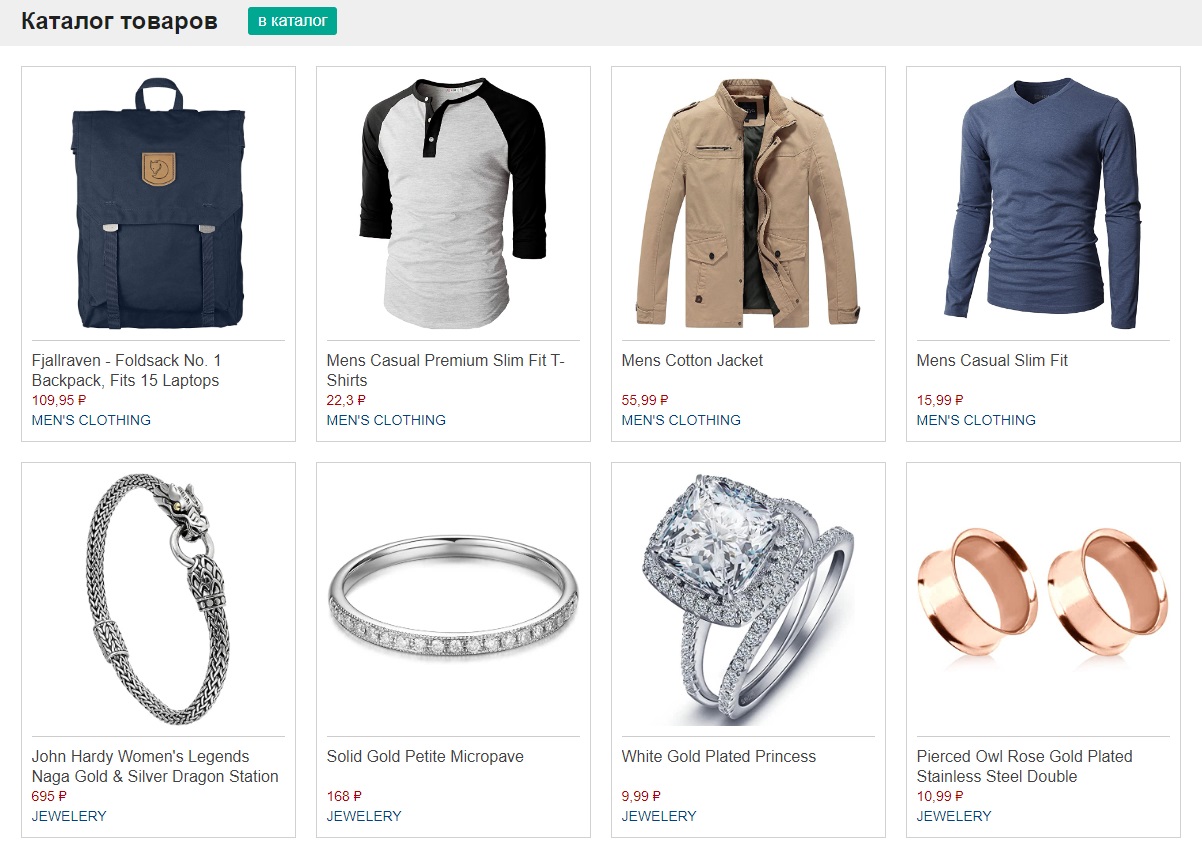 Каталог товаров
в каталог
Fjallraven - Foldsack No. 1
Backpack, Fits 15 Laptops
109,95 ₽
MEN'S CLOTHING
Mens Casual Premium Slim Fit T-
Shirts
22,3 ₽
MEN'S CLOTHING
Mens Cotton Jacket
55,99 ₽
MEN'S CLOTHING
Mens Casual Slim Fit
15,99 ₽
MEN'S CLOTHING
John Hardy Women's Legends
Naga Gold & Silver Dragon Station
695 ₽
JEWELERY
Solid Gold Petite Micropave
168 ₽
JEWELERY
White Gold Plated Princess
9,99 ₽
JEWELERY
Pierced Owl Rose Gold Plated
Stainless Steel Double
10,99 ₽
JEWELERY